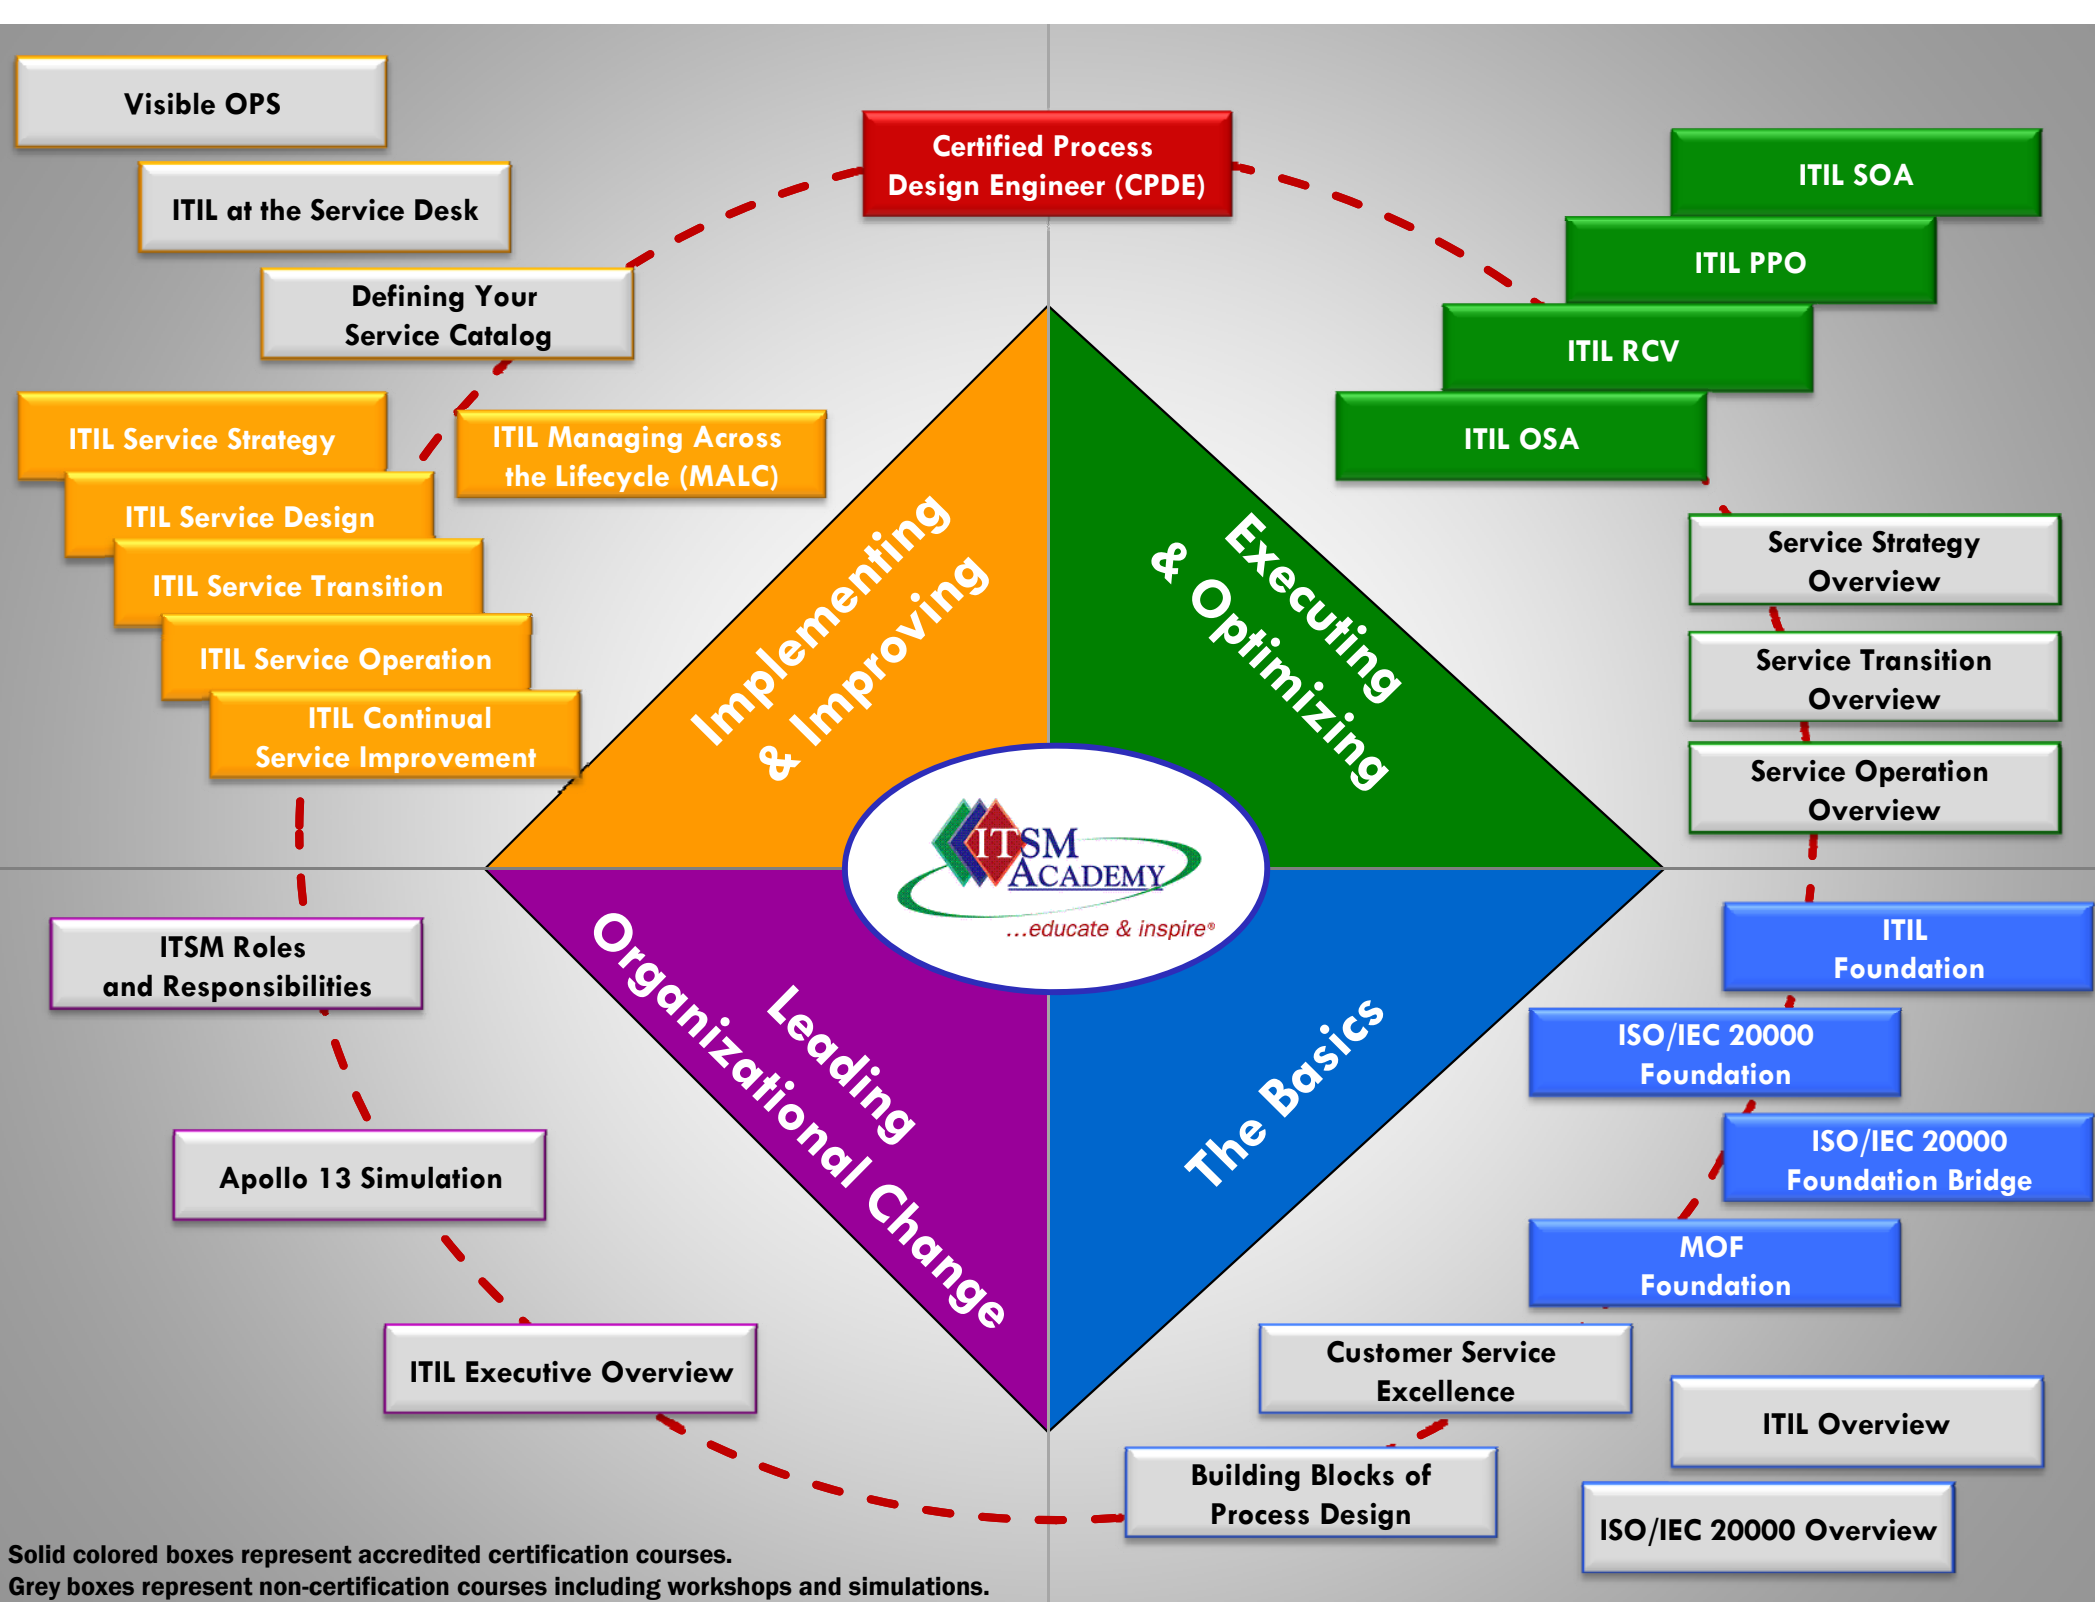 Visible OPS
ITIL at the Service Desk
Defining Your
Service Catalog
Certified Process
Design Engineer (CPDE)
ITIL SOA
ITIL PPO
ITIL RCV
ITIL OSA
ITIL Service Strategy
ITIL Service Design
ITIL Service Transition
ITIL Service Operation
ITIL Continual
Service Improvement
ITIL Managing Across
the Lifecycle (MALC)
Implementing
& Improving
Executing
& Optimizing
Service Strategy
Overview
Service Transition
Overview
Service Operation
Overview
ITSM
ACADEMY
...educate & inspire®
ITSM Roles
and Responsibilities
Apollo 13 Simulation
ITIL Executive Overview
Leading
Organizational Change
The Basics
ITIL
Foundation
ISO/IEC 20000
Foundation
ISO/IEC 20000
Foundation Bridge
MOF
Foundation
Customer Service
Excellence
Building Blocks of
Process Design
ITIL Overview
ISO/IEC 20000 Overview
Solid colored boxes represent accredited certification courses.
Grey boxes represent non-certification courses including workshops and simulations.